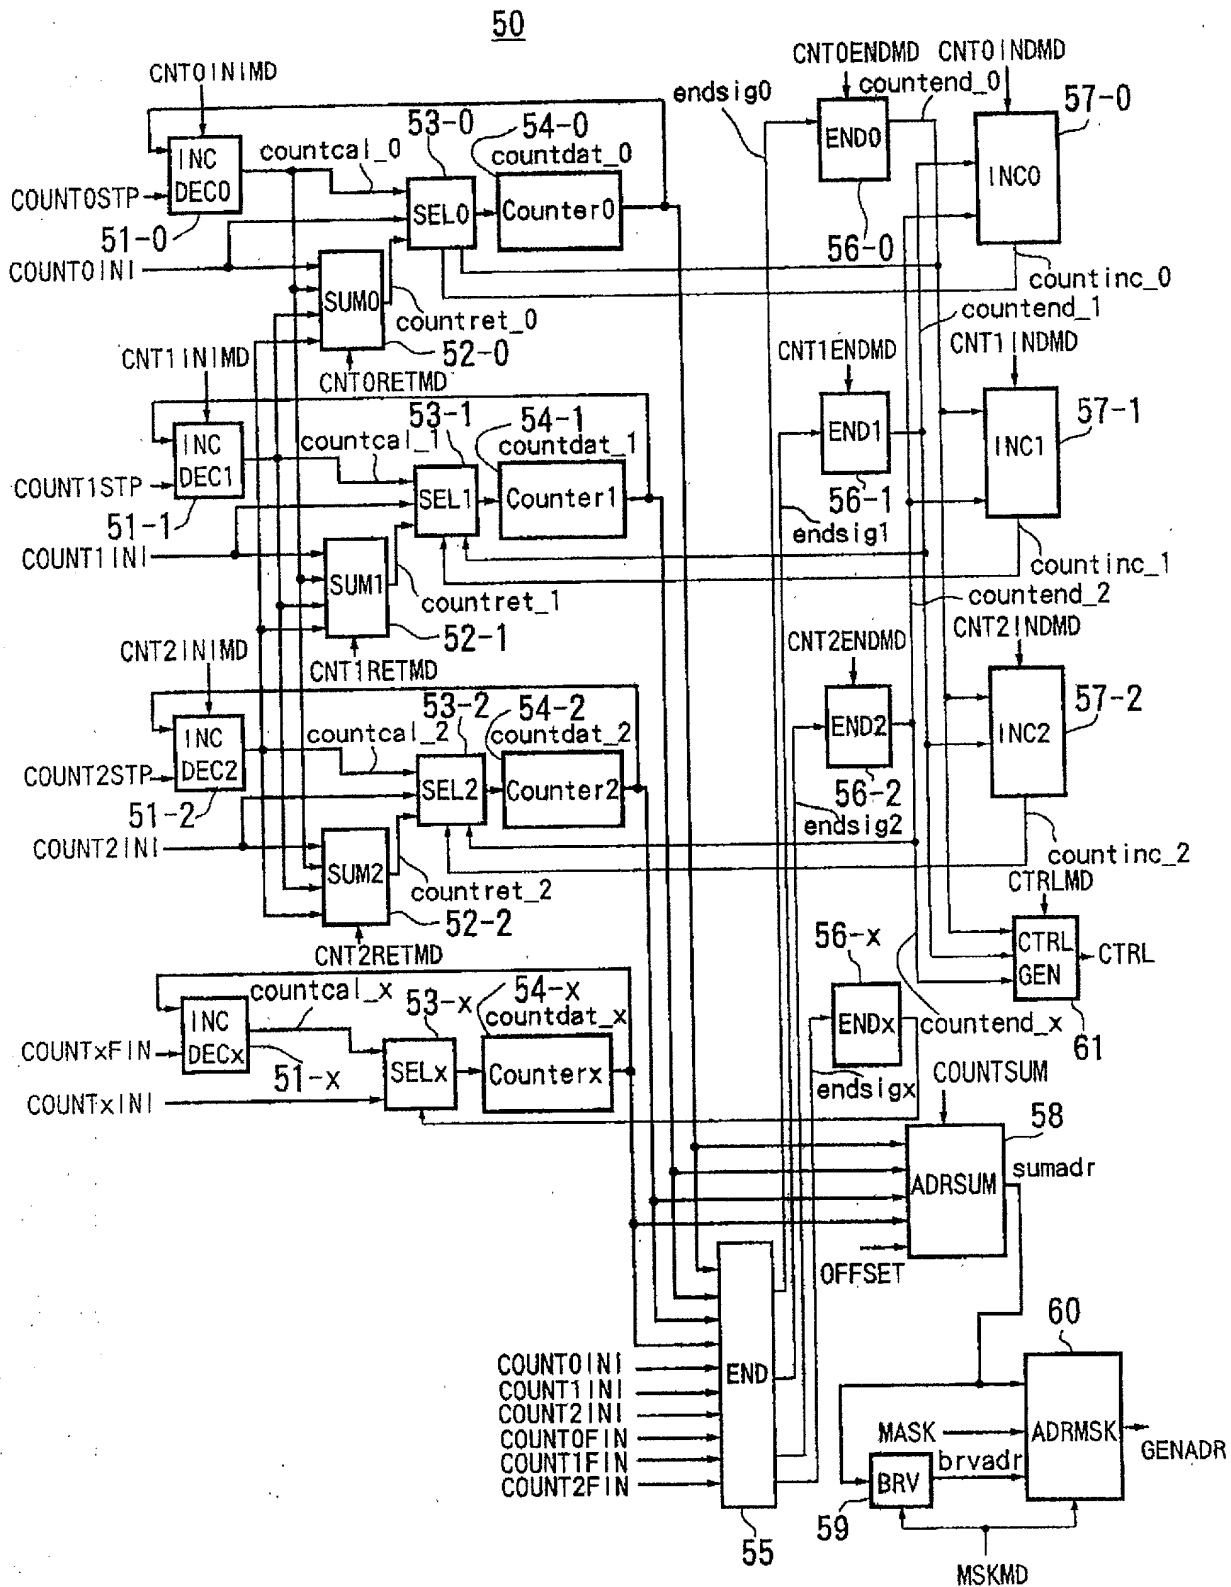 50
CNT0INIMD
CNT0ENDMD
CNT0INDMD
endsig0
countend_0
53-0
54-0
57-0
INC
DEC0
countcal_0
countdat_0
END0
COUNT0STP
SEL0
Counter0
INC0
51-0
56-0
COUNT0INI
SUM0
countinc_0
countret_0
countend_1
CNT1INIMD
52-0
CNT1ENDMD
CNT1INDMD
CNT0RETMD
53-1
54-1
57-1
INC
DEC1
countcal_1
countdat_1
END1
INC1
COUNT1STP
SEL1
Counter1
51-1
56-1
endsig1
COUNT1INI
SUM1
countinc_1
countret_1
countend_2
52-1
CNT2INIMD
CNT1RETMD
CNT2ENDMD
CNT2INDMD
53-2
54-2
57-2
INC
DEC2
countcal_2
countdat_2
END2
INC2
COUNT2STP
SEL2
Counter2
51-2
56-2
endsig2
COUNT2INI
SUM2
countinc_2
countret_2
CTRLMD
52-2
CNT2RETMD
56-x
CTRL
GEN
CTRL
countcal_x
53-x
54-x
countdat_x
INC
DECx
ENDx
countend_x
61
COUNTxFIN
SELx
Counterx
51-x
endsigx
COUNTSUM
COUNTxINI
58
ADRSUM
sumadr
OFFSET
60
COUNT0INI
COUNT1INI
COUNT2INI
COUNT0FIN
COUNT1FIN
COUNT2FIN
END
MASK
ADRMSK
GENADR
BRV
brvadr
59
55
MSKMD